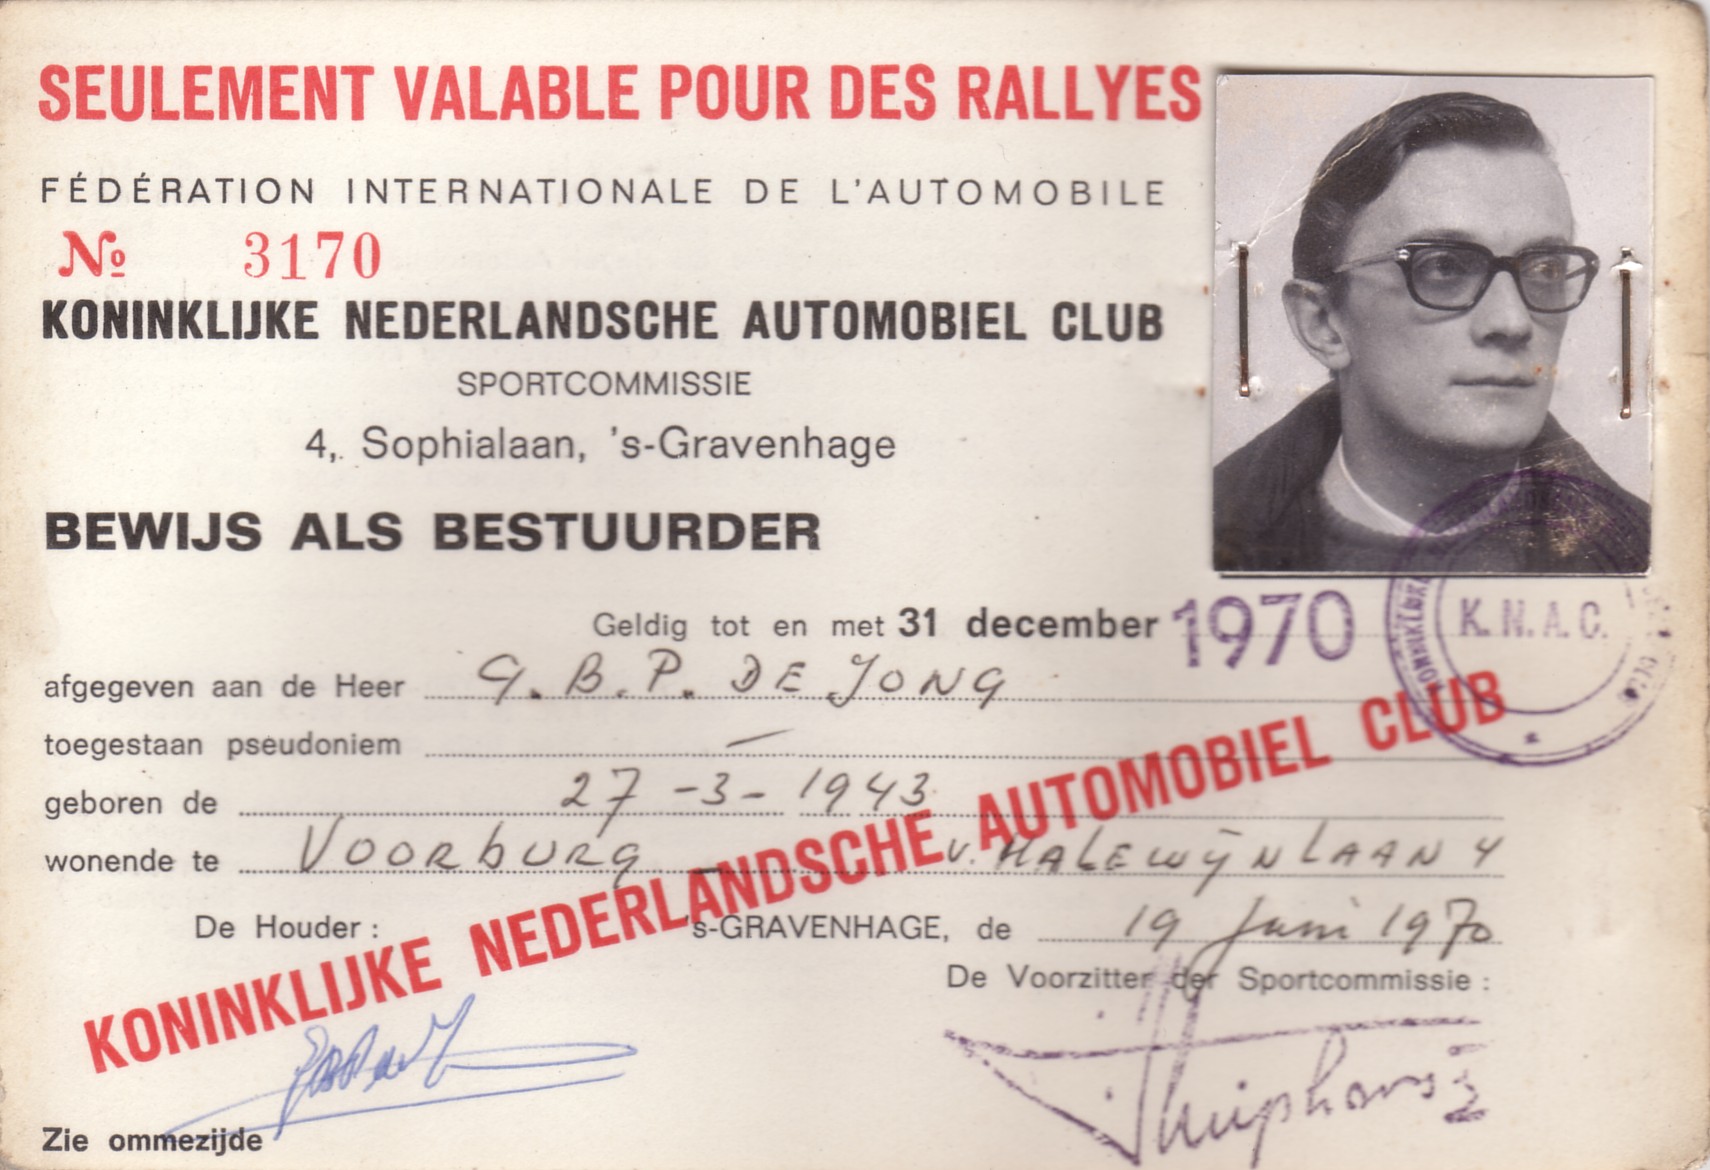 SEULEMENT VALABLE POUR DES RALLYES
FÉDÉRATION INTERNATIONALE DE L'AUTOMOBILE
№ 3170
KONINKLIJKE NEDERLANDSCHE AUTOMOBIEL CLUB
SPORTCOMMISSIE
4, Sophialaan, 's-Gravenhage
BEWIJS ALS BESTUURDER
Geldig tot en met 31 december 1970
K.N.A.C.
afgegeven aan de Heer G.B.P. DE JONG
toegestaan pseudoniem —
geboren de 27-3-1943
wonende te VOORBURG - V. HALEWIJNLAAN 4
KONINKLIJKE NEDERLANDSCHE AUTOMOBIEL CLUB
De Houder : 's-GRAVENHAGE, de 19 Juni 1970
De Voorzitter der Sportcommissie :
Zie ommezijde